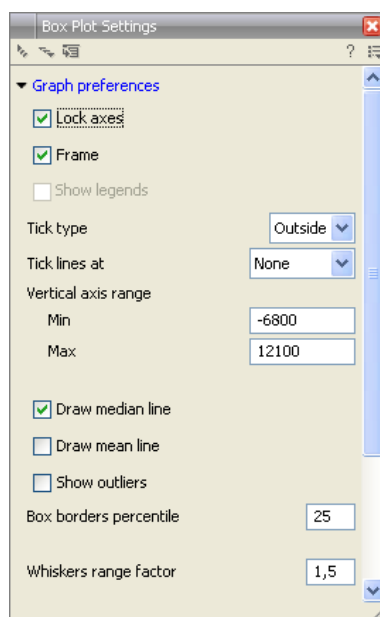 Box Plot Settings
?
Graph preferences
Lock axes
Frame
Show legends
Tick type Outside
Tick lines at None
Vertical axis range
Min -6800
Max 12100
Draw median line
Draw mean line
Show outliers
Box borders percentile 25
Whiskers range factor 1,5